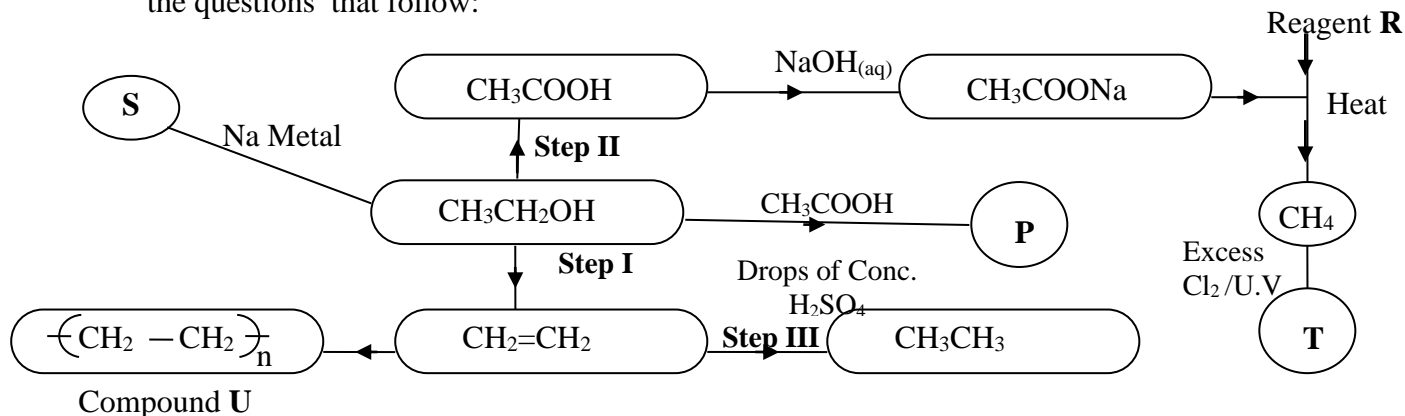 the questions that follow:
Reagent R
NaOH(aq)
CH3COOH
CH3COONa
S
Heat
Na Metal
Step II
CH3CH2OH
CH3COOH
P
CH4
Step I
Drops of Conc.
H2SO4
Excess
Cl2 /U.V
(CH2 — CH2)n
CH2=CH2
Step III
CH3CH3
T
Compound U